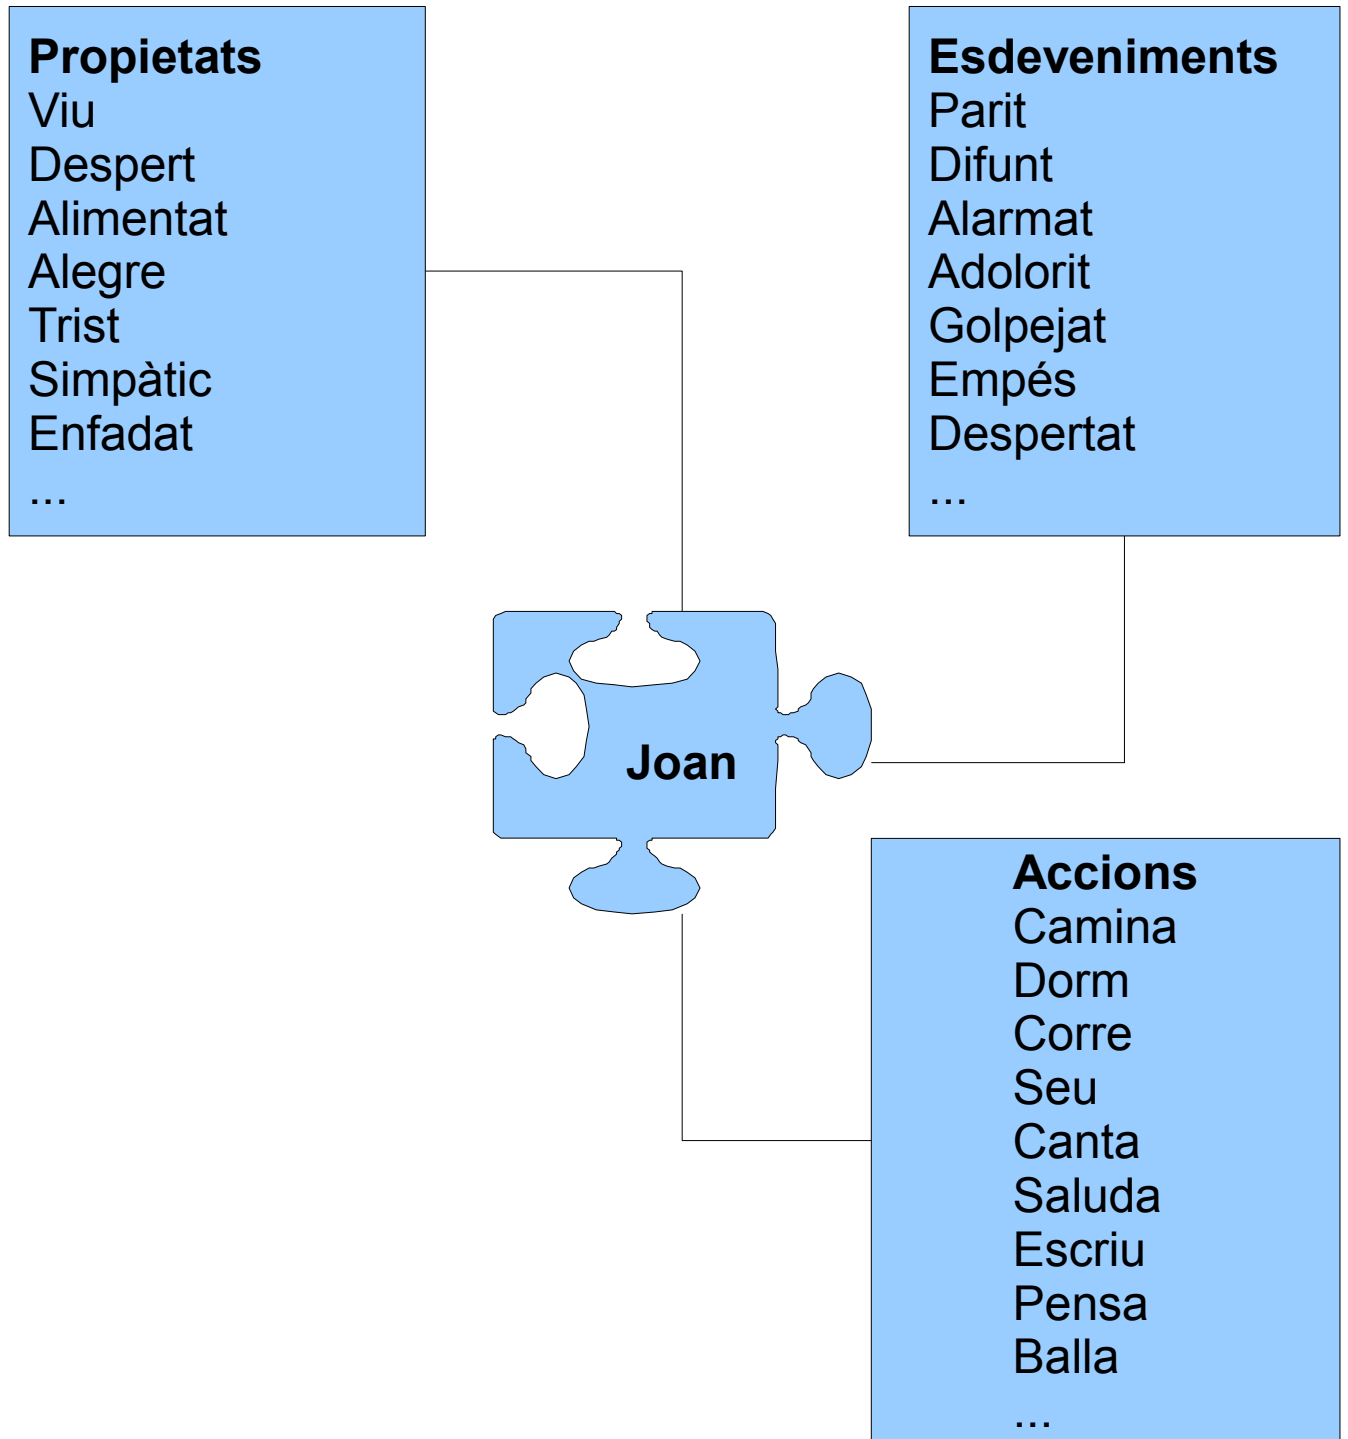 Propietats
Viu
Despert
Alimentat
Alegre
Trist
Simpàtic
Enfadat
...
Esdeveniments
Parit
Difunt
Alarmat
Adolorit
Golpejat
Empés
Despertat
...
Joan
Accions
Camina
Dorm
Corre
Seu
Canta
Saluda
Escriu
Pensa
Balla
...